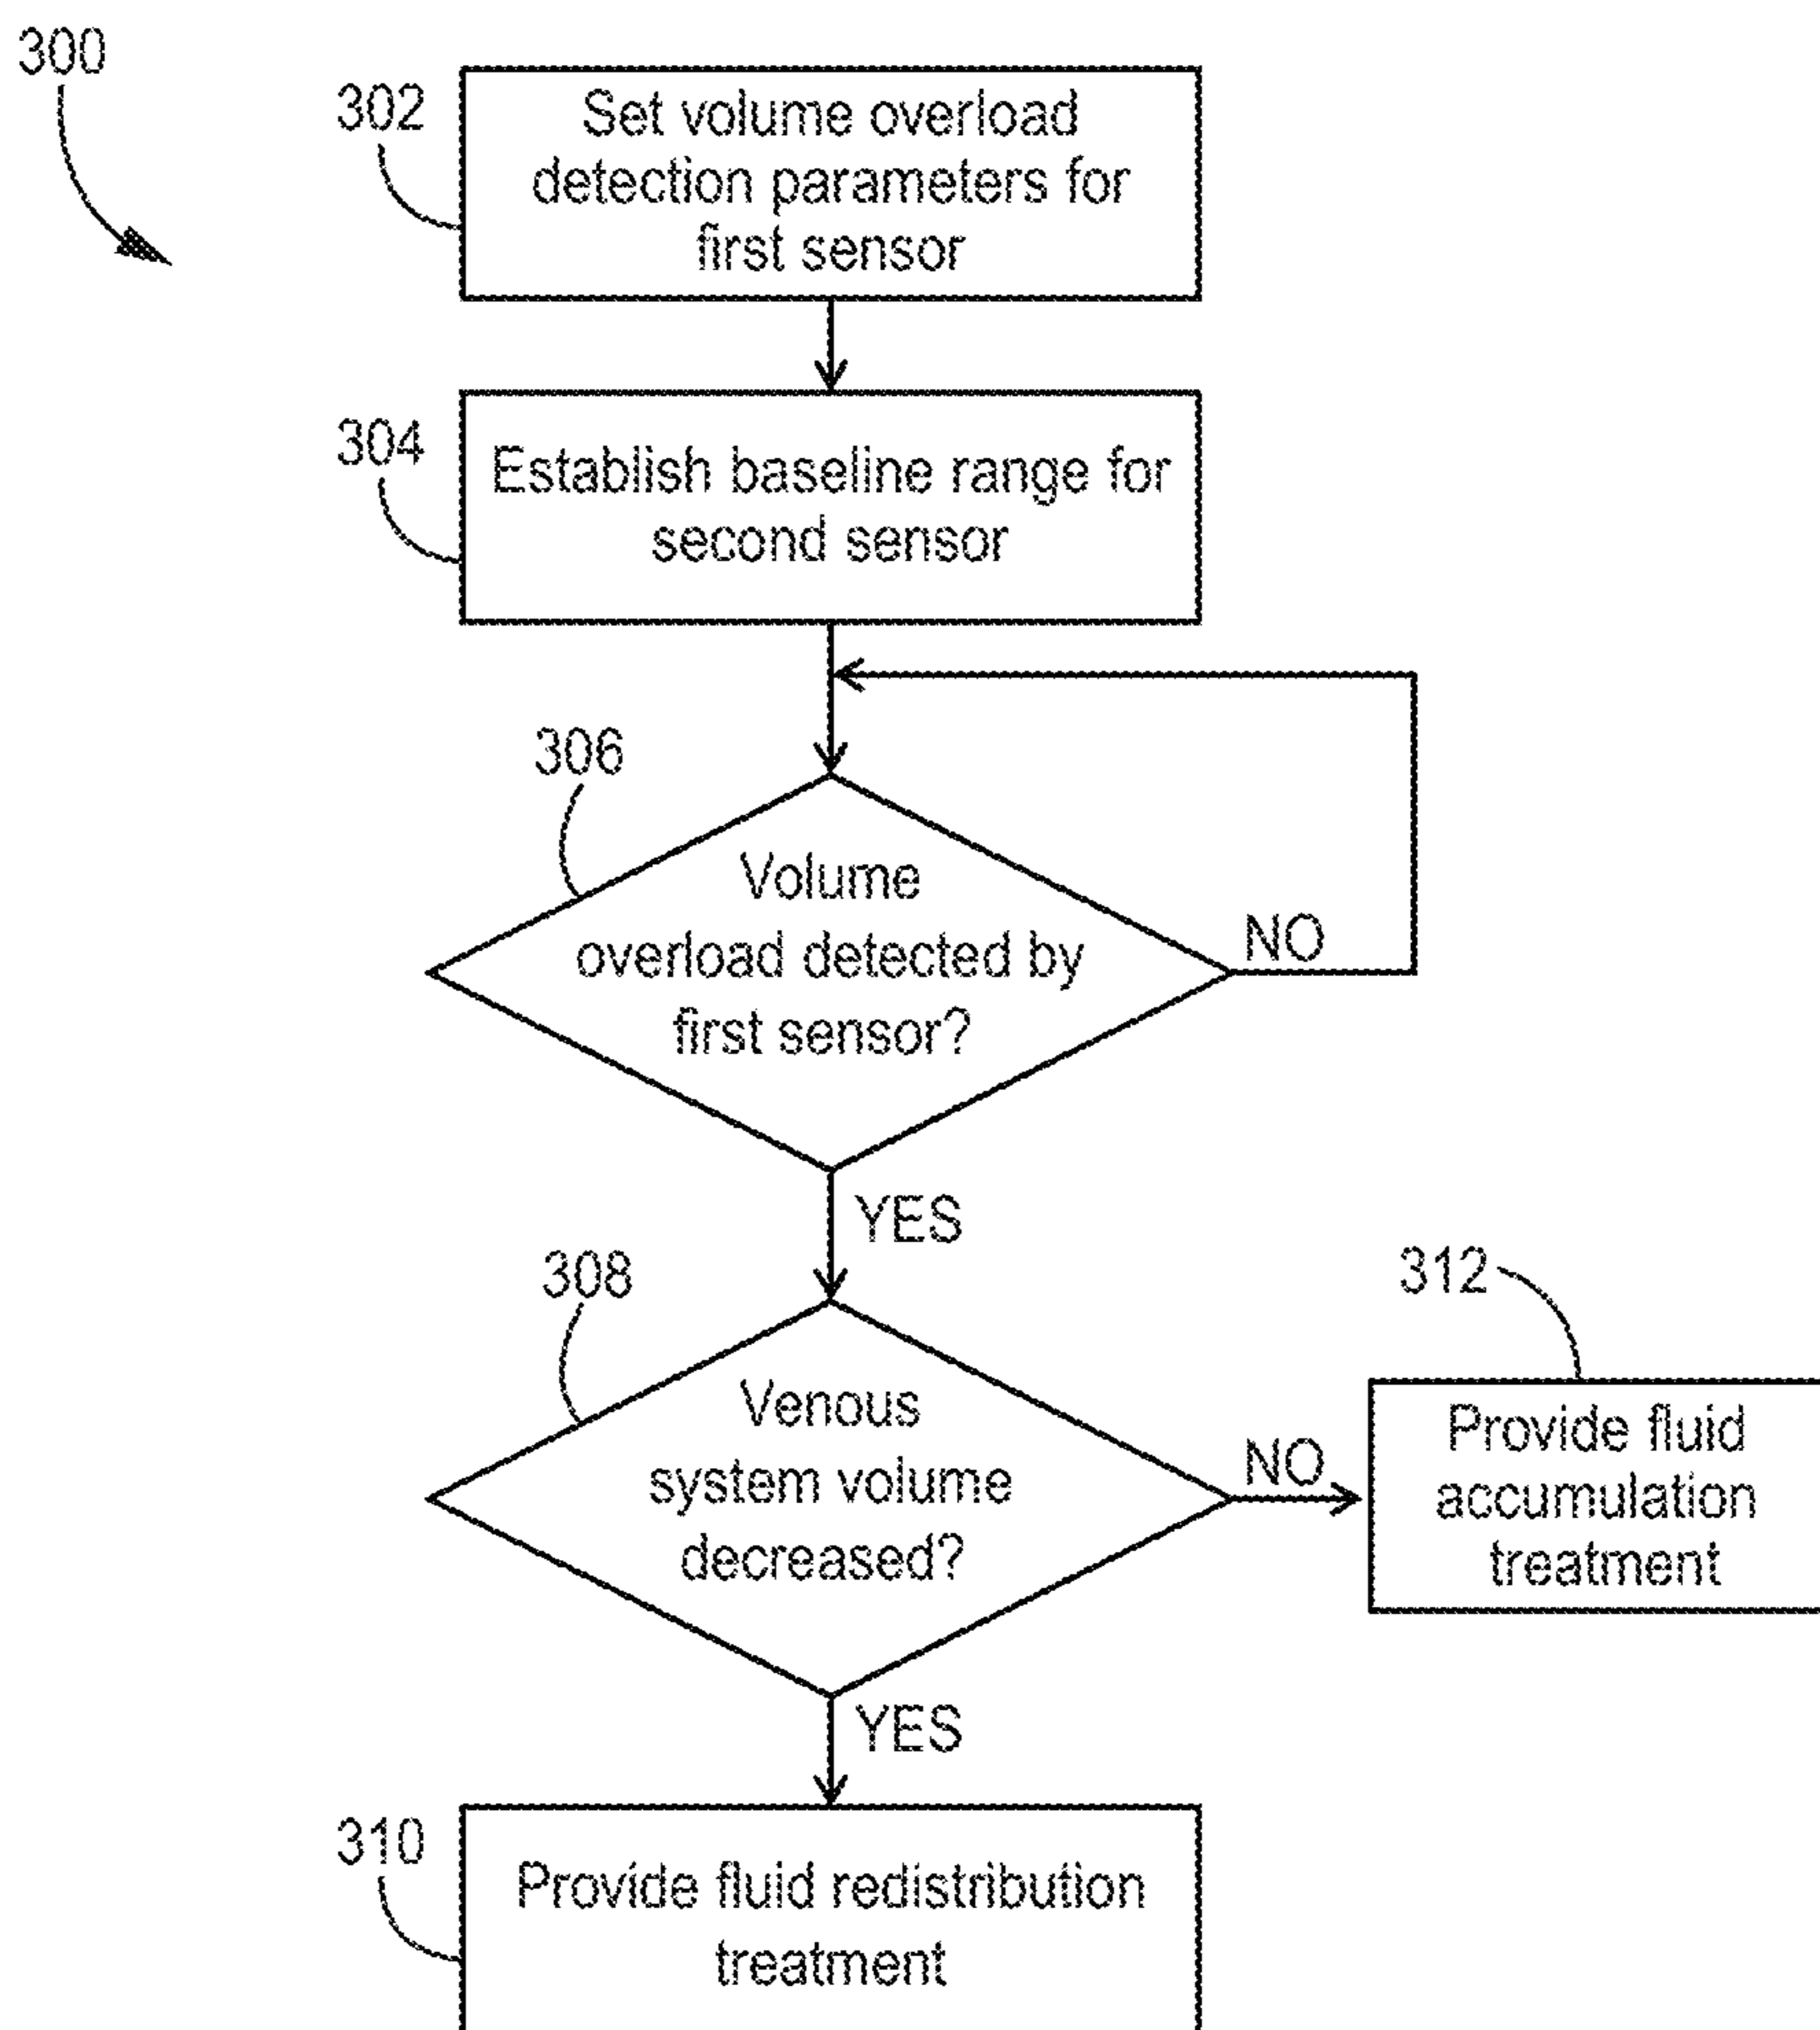 300
302
Set volume overload
detection parameters for
first sensor
304
Establish baseline range for
second sensor
306
Volume
overload detected by
first sensor?
NO
YES
308
Venous
system volume
decreased?
NO
312
Provide fluid
accumulation
treatment
YES
310
Provide fluid redistribution
treatment